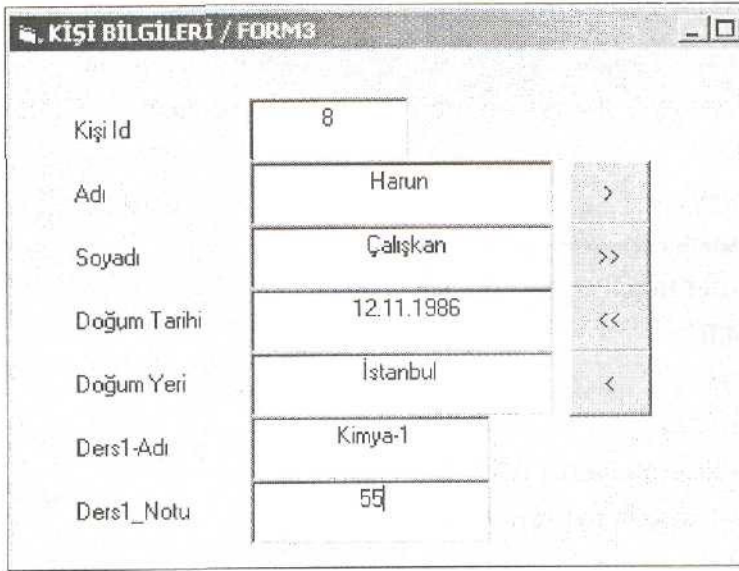 KİŞİ BİLGİLERİ / FORM3
Kişi Id 8
Adı Harun >
Soyadı Çalışkan >>
Doğum Tarihi 12.11.1986 <<
Doğum Yeri İstanbul <
Ders1-Adı Kimya-1
Ders1_Notu 55